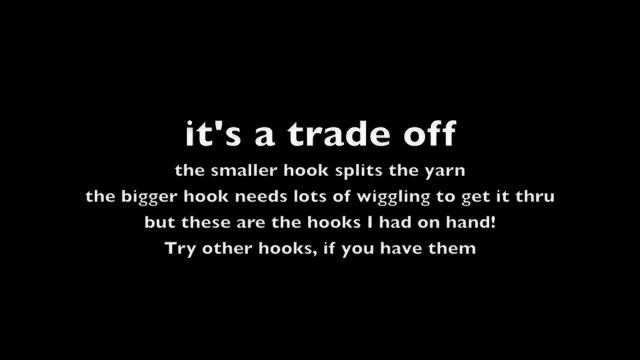 it's a trade off
the smaller hook splits the yarn
the bigger hook needs lots of wiggling to get it thru
but these are the hooks I had on hand!
Try other hooks, if you have them